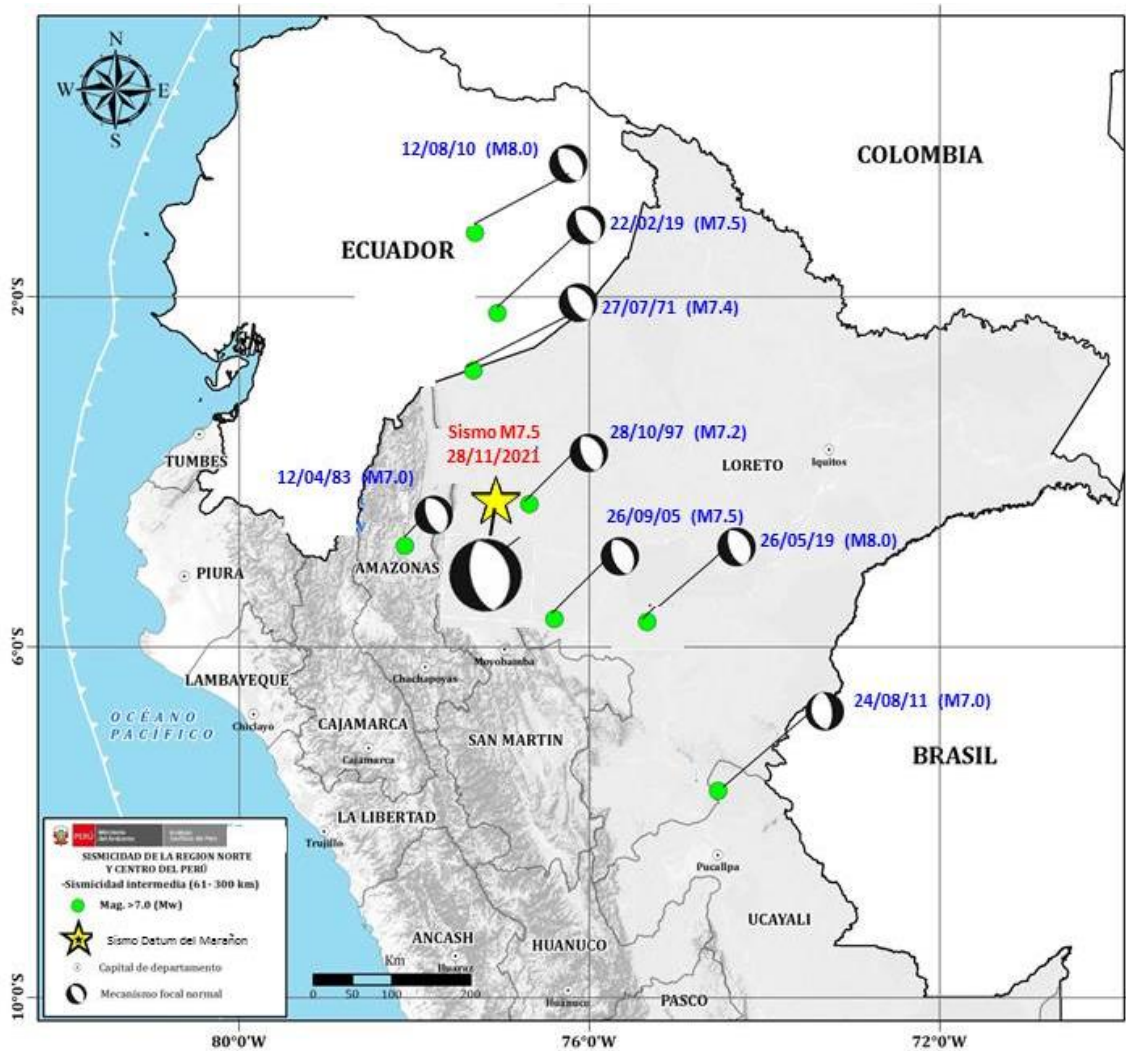 N
W E
S
12/08/10 (M8.0)
COLOMBIA
22/02/19 (M7.5)
ECUADOR
2°0'S
27/07/71 (M7.4)
Sismo M7.5
28/11/2021
28/10/97 (M7.2)
LORETO
Iquitos
TUMBES
12/04/83 (M7.0)
26/09/05 (M7.5)
26/05/19 (M8.0)
AMAZONAS
PIURA
6°0'S
Moyobamba
Chachapoyas
LAMBAYEQUE
OCÉANO
PACÍFICO
Chiclayo
CAJAMARCA
Cajamarca
SAN MARTIN
24/08/11 (M7.0)
BRASIL
LA LIBERTAD
Trujillo
Pucallpa
UCAYALI
ANCASH
Huaraz
HUANUCO
Huánuco
PASCO
PERÚ
SISMICIDAD DE LA REGION NORTE
Y CENTRO DEL PERÚ
-Sismicidad intermedia (61- 300 km)
Mag. >7.0 (Mw)
Sismo Datum del Marañon
Capital de departamento
Mecanismo focal normal
Km
0 50 100 200
10°0'S
80°0'W 76°0'W 72°0'W